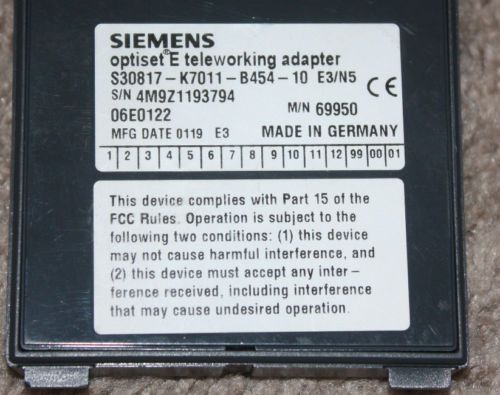 SIEMENS
optiset E teleworking adapter
S30817-K7011-B454-10 E3/N5 CE
S/N 4M9Z1193794
06E0122 M/N 69950
MFG DATE 0119 E3 MADE IN GERMANY
1 2 3 4 5 6 7 8 9 10 11 12 99 00 01
This device complies with Part 15 of the
FCC Rules. Operation is subject to the
following two conditions: (1) this device
may not cause harmful interference, and
(2) this device must accept any inter-
ference received, including interference
that may cause undesired operation.